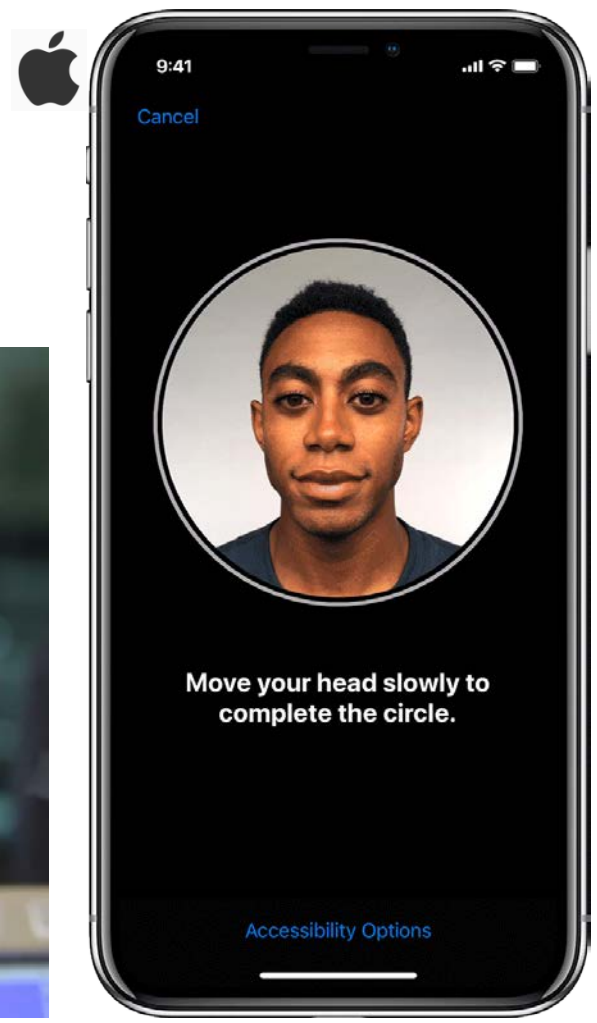 9:41
Cancel
Move your head slowly to
complete the circle.
Accessibility Options